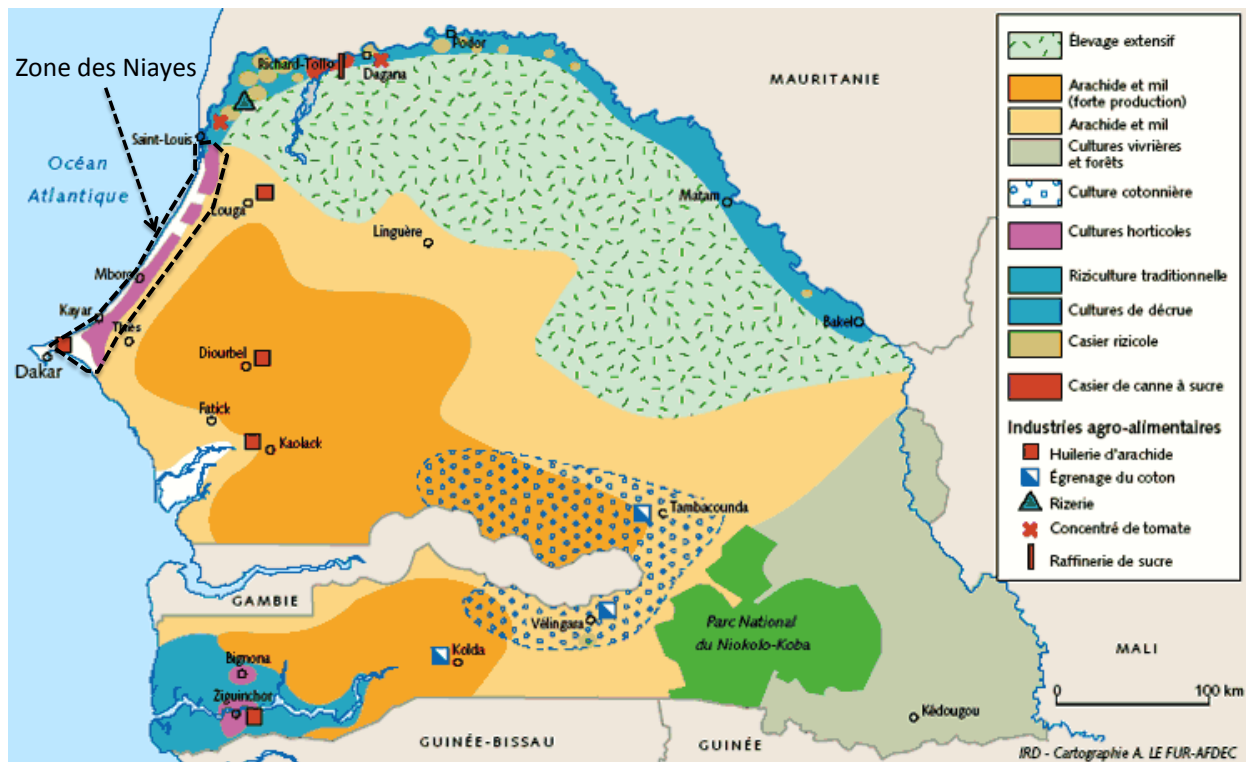 Zone des Niayes
Océan
Atlantique
MAURITANIE
Podor
Richard-Toll
Dagana
Saint-Louis
Matam
Louga
Linguère
Mboro
Kayar
Thiès
Bakel
Dakar
Diourbel
Fatick
Kaolack
Tambacounda
GAMBIE
Vélingara
Parc National
du Niokolo-Koba
MALI
Kolda
Bignona
Ziguinchor
Kédougou
GUINÉE-BISSAU
GUINÉE
0 100 km
IRD - Cartographie A. LE FUR-AFDEC
Élevage extensif
Arachide et mil
(forte production)
Arachide et mil
Cultures vivrières
et forêts
Culture cotonnière
Cultures horticoles
Riziculture traditionnelle
Cultures de décrue
Casier rizicole
Casier de canne à sucre
Industries agro-alimentaires
Huilerie d'arachide
Égrenage du coton
Rizerie
Concentré de tomate
Raffinerie de sucre